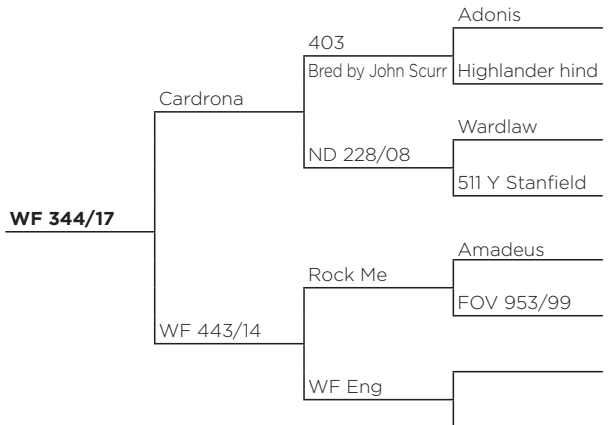 Adonis
403
Bred by John Scurr
Highlander hind
Cardrona
Wardlaw
ND 228/08
511 Y Stanfield
WF 344/17
Amadeus
Rock Me
FOV 953/99
WF 443/14
WF Eng